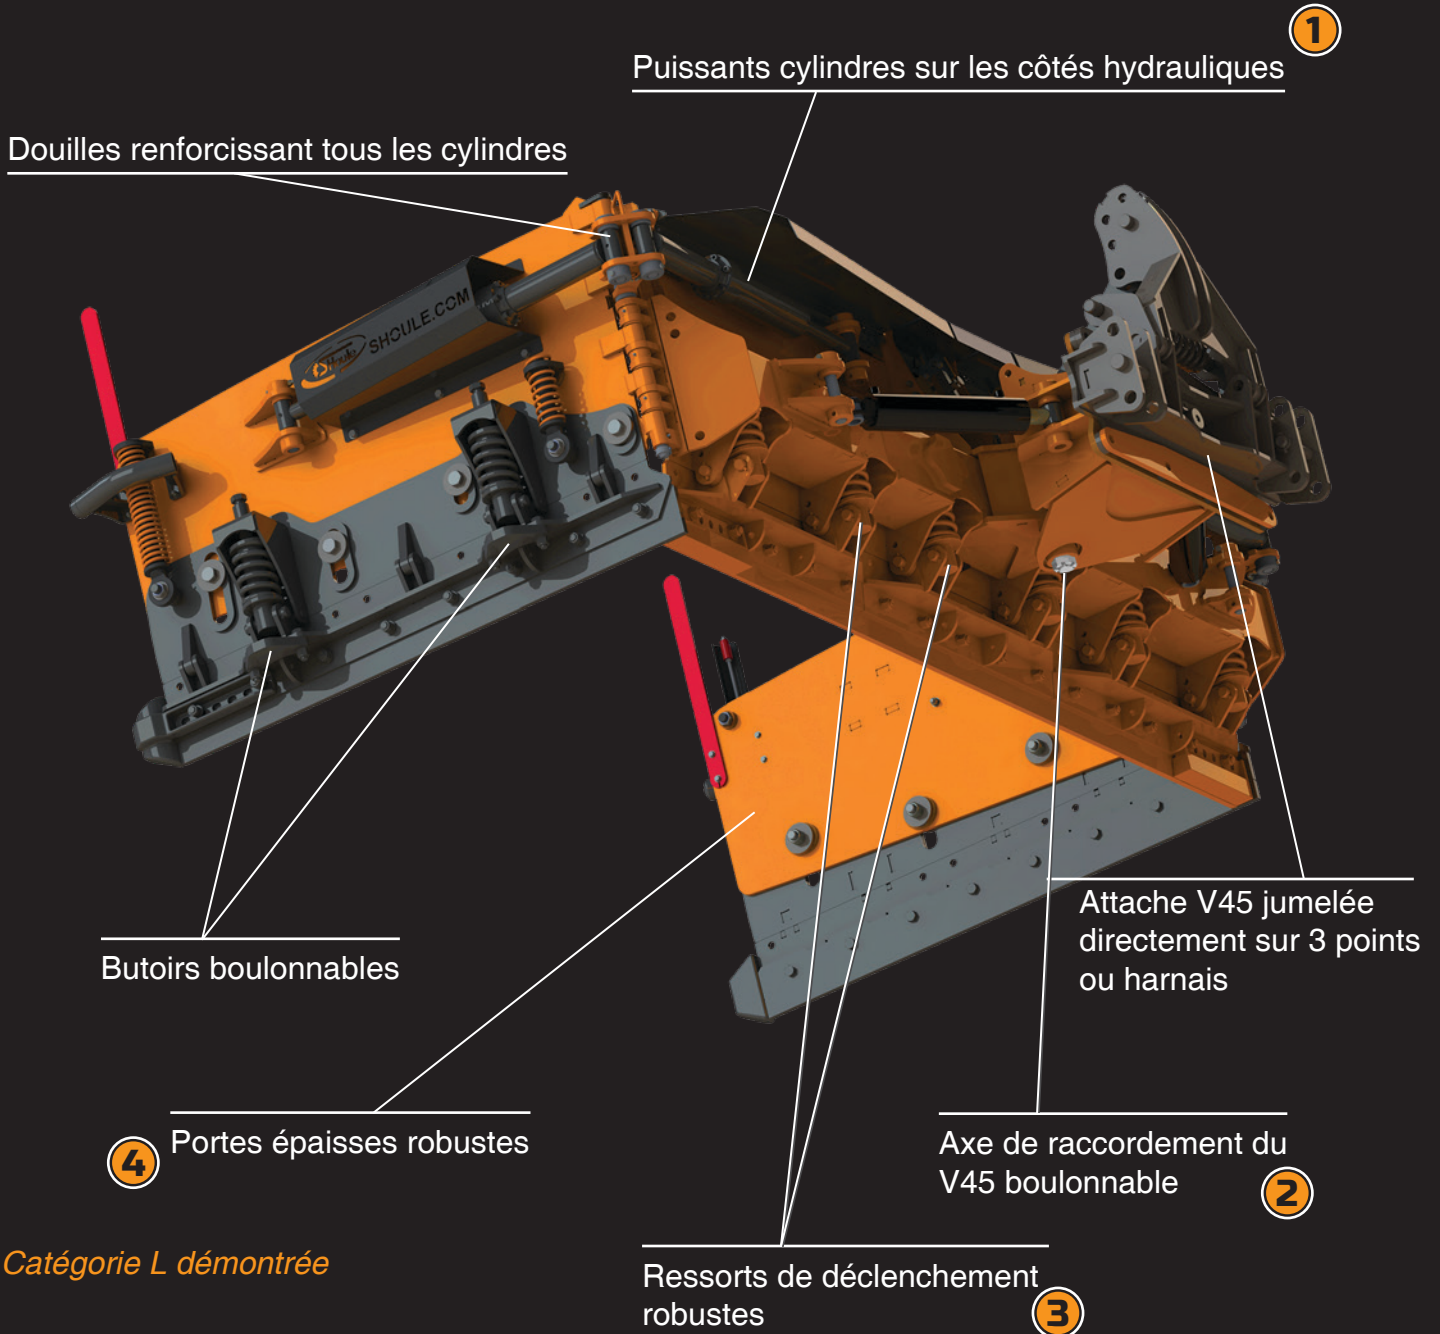 1
Puissants cylindres sur les côtés hydrauliques
Douilles renforcissant tous les cylindres
Houle SHOULE.COM
Butoirs boulonnables
Attache V45 jumelée
directement sur 3 points
ou harnais
4 Portes épaisses robustes
Axe de raccordement du
V45 boulonnable 2
Catégorie L démontrée
Ressorts de déclenchement
robustes 3